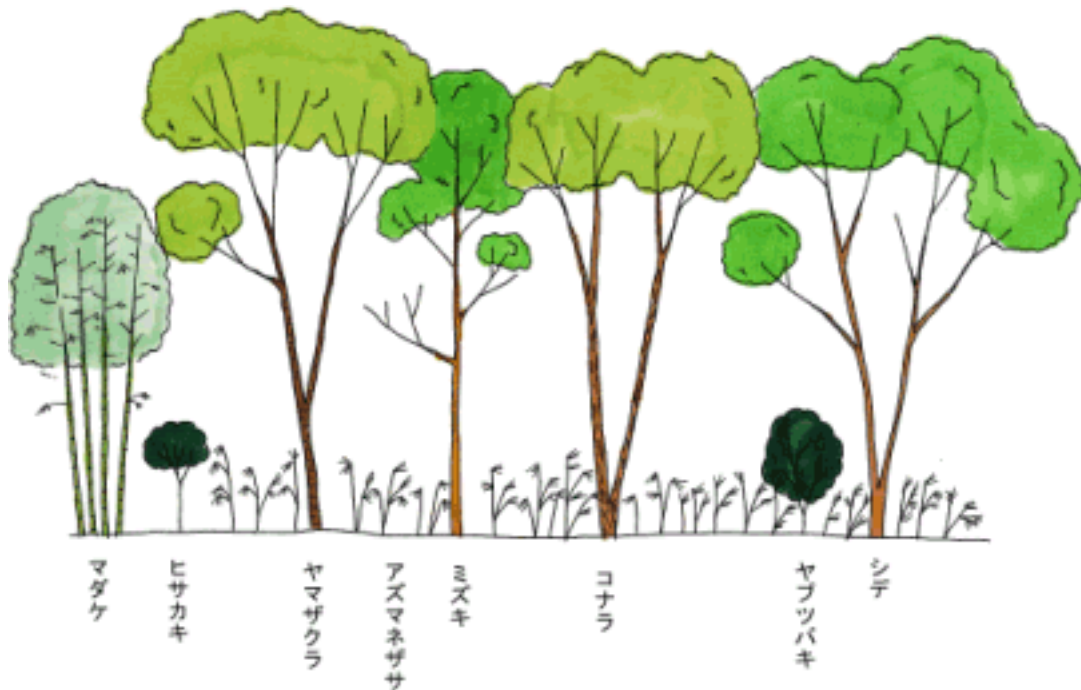 マダケ
ヒサカキ
ヤマザクラ
アズマネザサ
ミズキ
コナラ
ヤブツバキ
シデ